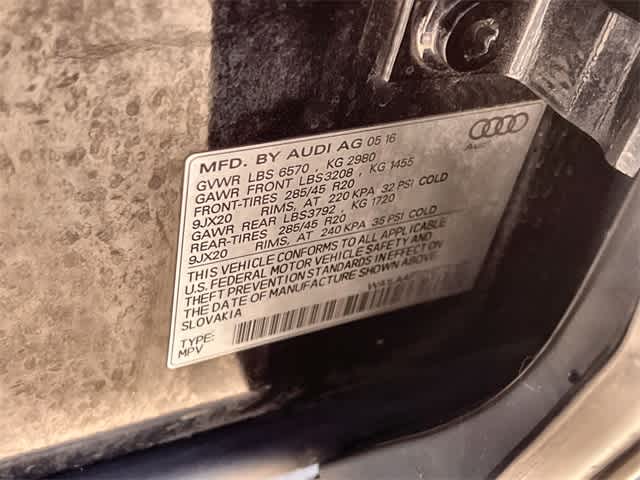 MFD. BY AUDI AG 05 16
GVWR LBS 6570 , KG 2980
GAWR FRONT LBS3208 , KG 1455
FRONT-TIRES 285/45 R20
9JX20 RIMS, AT 220 KPA 32 PSI COLD
GAWR REAR LBS3792 , KG 1720
REAR-TIRES 285/45 R20
9JX20 RIMS, AT 240 KPA 35 PSI COLD
THIS VEHICLE CONFORMS TO ALL APPLICABLE
U.S. FEDERAL MOTOR VEHICLE SAFETY AND
THEFT PREVENTION STANDARDS IN EFFECT ON
THE DATE OF MANUFACTURE SHOWN ABOVE.
SLOVAKIA
TYPE:
MPV